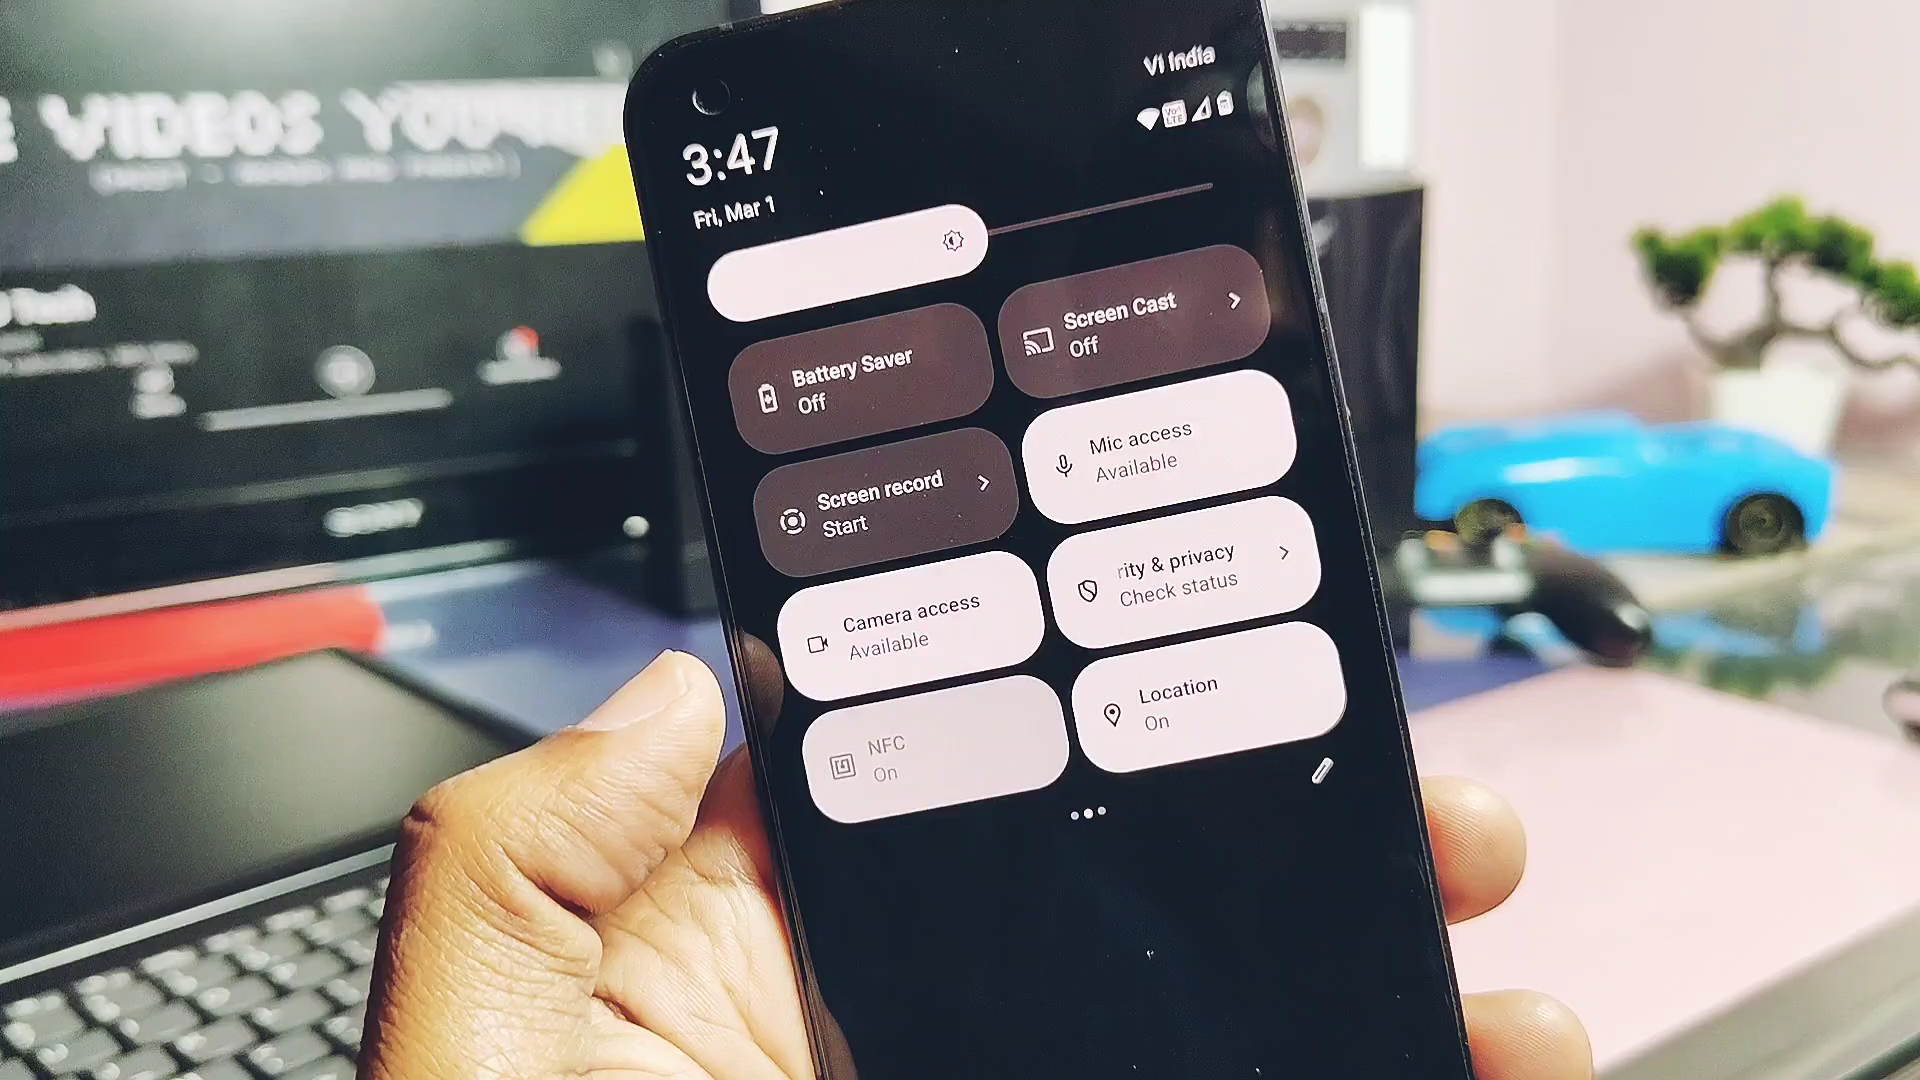 VIDEOS
Vi India
3:47
Fri, Mar 1
Battery Saver
Off
Screen Cast
Off
Screen record
Start
Mic access
Available
Camera access
Available
rity & privacy
Check status
NFC
On
Location
On